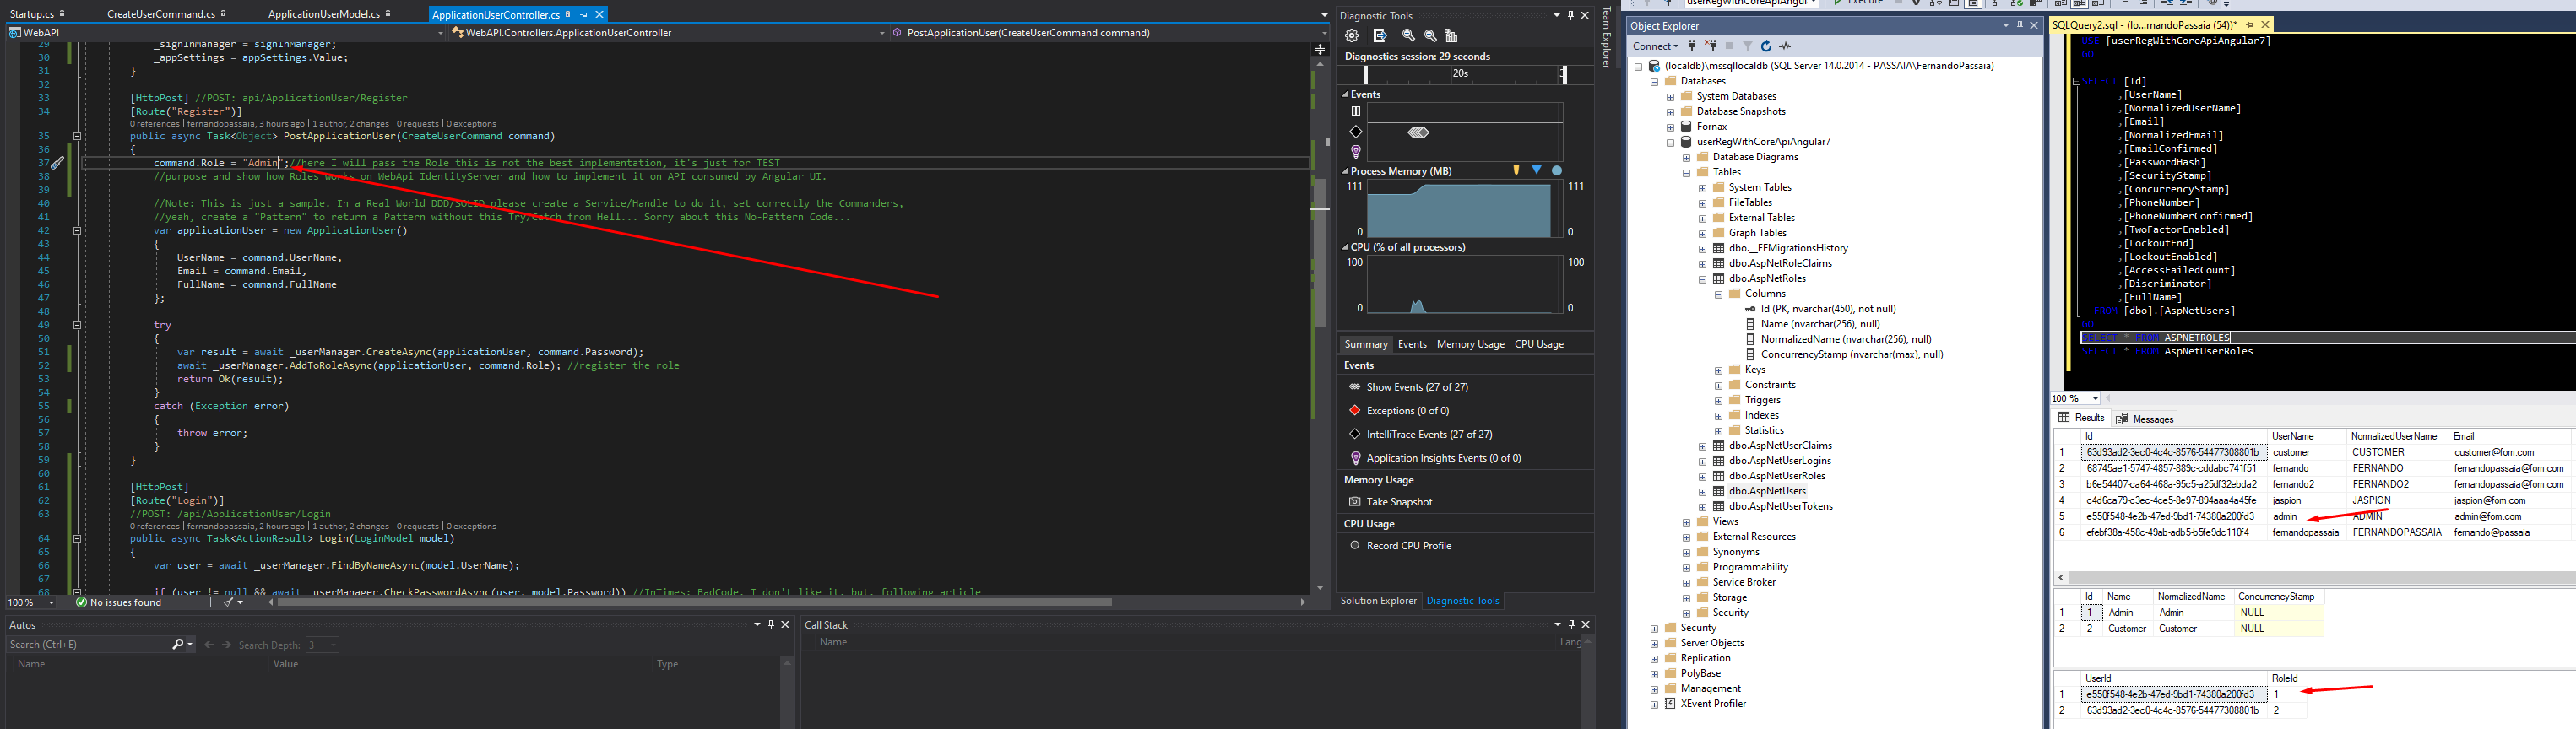 Startup.cs
CreateUserCommand.cs
ApplicationUserModel.cs
ApplicationUserController.cs
WebAPI
WebAPI.Controllers.ApplicationUserController
PostApplicationUser(CreateUserCommand command)
29 _signInManager = signInManager;
30 _appSettings = appSettings.Value;
31 }
32
33 [HttpPost] //POST: api/ApplicationUser/Register
34 [Route("Register")]
0 references | fernandopassaia, 3 hours ago | 1 author, 2 changes | 0 requests | 0 exceptions
35 public async Task<Object> PostApplicationUser(CreateUserCommand command)
36 {
37 command.Role = "Admin";//here I will pass the Role this is not the best implementation, it's just for TEST
38 //purpose and show how Roles Works on WebApi IdentityServer and how to implement it on API consumed by Angular UI.
39
40 //Note: This is just a sample. In a Real World DDD/SOLID please create a Service/Handle to do it, set correctly the Commanders,
41 //yeah, create a "Pattern" to return a Pattern without this Try/Catch from Hell... Sorry about this No-Pattern Code...
42 var applicationUser = new ApplicationUser()
43 {
44 UserName = command.UserName,
45 Email = command.Email,
46 FullName = command.FullName
47 };
48
49 try
50 {
51 var result = await _userManager.CreateAsync(applicationUser, command.Password);
52 await _userManager.AddToRoleAsync(applicationUser, command.Role); //register the role
53 return Ok(result);
54 }
55 catch (Exception error)
56 {
57 throw error;
58 }
59 }
60
61 [HttpPost]
62 [Route("Login")]
63 //POST: /api/ApplicationUser/Login
0 references | fernandopassaia, 2 hours ago | 1 author, 2 changes | 0 requests | 0 exceptions
64 public async Task<ActionResult> Login(LoginModel model)
65 {
66 var user = await _userManager.FindByNameAsync(model.UserName);
67
68 if (user != null && await _userManager.CheckPasswordAsync(user, model.Password)) //InTimes: BadCode. I don't like it, but, following article
100 %
No issues found
Autos
Search (Ctrl+E)
Search Depth: 3
Name Value Type
Call Stack
Name Lang
Diagnostic Tools
Diagnostics session: 29 seconds
20s
Events
Process Memory (MB)
111 111
0 0
CPU (% of all processors)
100 100
0 0
Summary Events Memory Usage CPU Usage
Events
Show Events (27 of 27)
Exceptions (0 of 0)
IntelliTrace Events (27 of 27)
Application Insights Events (0 of 0)
Memory Usage
Take Snapshot
CPU Usage
Record CPU Profile
Solution Explorer Diagnostic Tools
Team Explorer
userRegWithCoreApiAngular
Execute
Object Explorer
Connect
(localdb)\mssqllocaldb (SQL Server 14.0.2014 - PASSAIA\FernandoPassaia)
Databases
System Databases
Database Snapshots
Fornax
userRegWithCoreApiAngular7
Database Diagrams
Tables
System Tables
FileTables
External Tables
Graph Tables
dbo.__EFMigrationsHistory
dbo.AspNetRoleClaims
dbo.AspNetRoles
Columns
Id (PK, nvarchar(450), not null)
Name (nvarchar(256), null)
NormalizedName (nvarchar(256), null)
ConcurrencyStamp (nvarchar(max), null)
Keys
Constraints
Triggers
Indexes
Statistics
dbo.AspNetUserClaims
dbo.AspNetUserLogins
dbo.AspNetUserRoles
dbo.AspNetUsers
dbo.AspNetUserTokens
Views
External Resources
Synonyms
Programmability
Service Broker
Storage
Security
Security
Server Objects
Replication
PolyBase
Management
XEvent Profiler
SQLQuery2.sql - (lo...rnandoPassaia (54))*
USE [userRegWithCoreApiAngular7]
GO
SELECT [Id]
,[UserName]
,[NormalizedUserName]
,[Email]
,[NormalizedEmail]
,[EmailConfirmed]
,[PasswordHash]
,[SecurityStamp]
,[ConcurrencyStamp]
,[PhoneNumber]
,[PhoneNumberConfirmed]
,[TwoFactorEnabled]
,[LockoutEnd]
,[LockoutEnabled]
,[AccessFailedCount]
,[Discriminator]
,[FullName]
FROM [dbo].[AspNetUsers]
GO
SELECT * FROM ASPNETROLES
SELECT * FROM AspNetUserRoles
100 %
Results Messages
Id UserName NormalizedUserName Email
1 63d93ad2-3ec0-4c4c-8576-54477308801b customer CUSTOMER customer@fom.com
2 68745ae1-5747-4857-889c-cddabc741f51 fernando FERNANDO fernandopassaia@fom.com
3 b6e54407-ca64-468a-95c5-a25df32ebda2 fernando2 FERNANDO2 fernandopassaia@fom.com
4 c4d6ca79-c3ec-4ce5-8e97-894aaa4a45fe jaspion JASPION jaspion@fom.com
5 e550f548-4e2b-47ed-9bd1-74380a200fd3 admin ADMIN admin@fom.com
6 efebf38a-458c-49ab-adb5-b5fe9dc110f4 fernandopassaia FERNANDOPASSAIA fernando@passaia
Id Name NormalizedName ConcurrencyStamp
1 1 Admin Admin NULL
2 2 Customer Customer NULL
UserId RoleId
1 e550f548-4e2b-47ed-9bd1-74380a200fd3 1
2 63d93ad2-3ec0-4c4c-8576-54477308801b 2